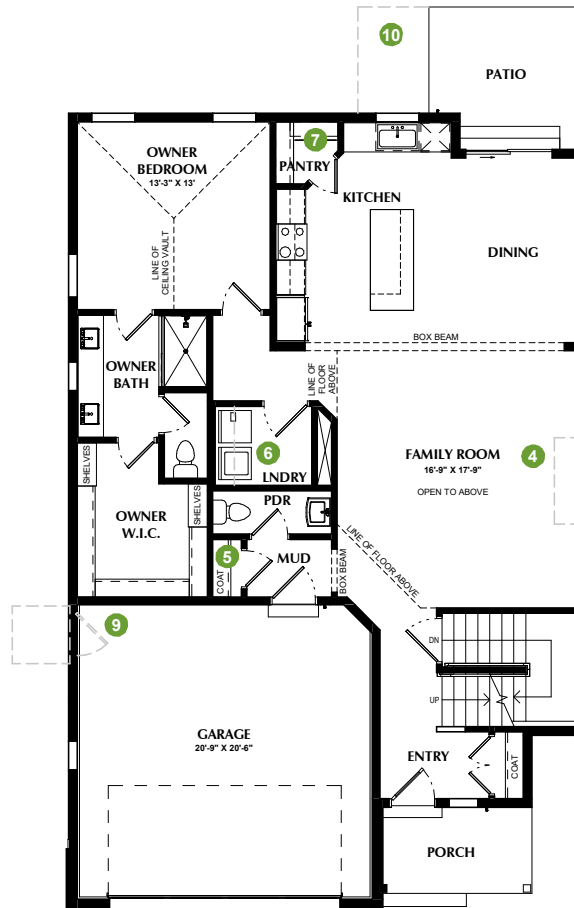 10
PATIO
7
OWNER
BEDROOM
13'-3" X 13'
PANTRY
KITCHEN
DINING
LINE OF
CEILING VAULT
BOX BEAM
OWNER
BATH
LINE OF
FLOOR
ABOVE
6
LNDRY
FAMILY ROOM
16'-9" X 17'-9"
OPEN TO ABOVE
4
SHELVES
SHELVES
OWNER
W.I.C.
PDR
5
MUD
COAT
BOX BEAM
LINE OF FLOOR ABOVE
9
DN
UP
GARAGE
20'-9" X 20'-6"
ENTRY
COAT
PORCH